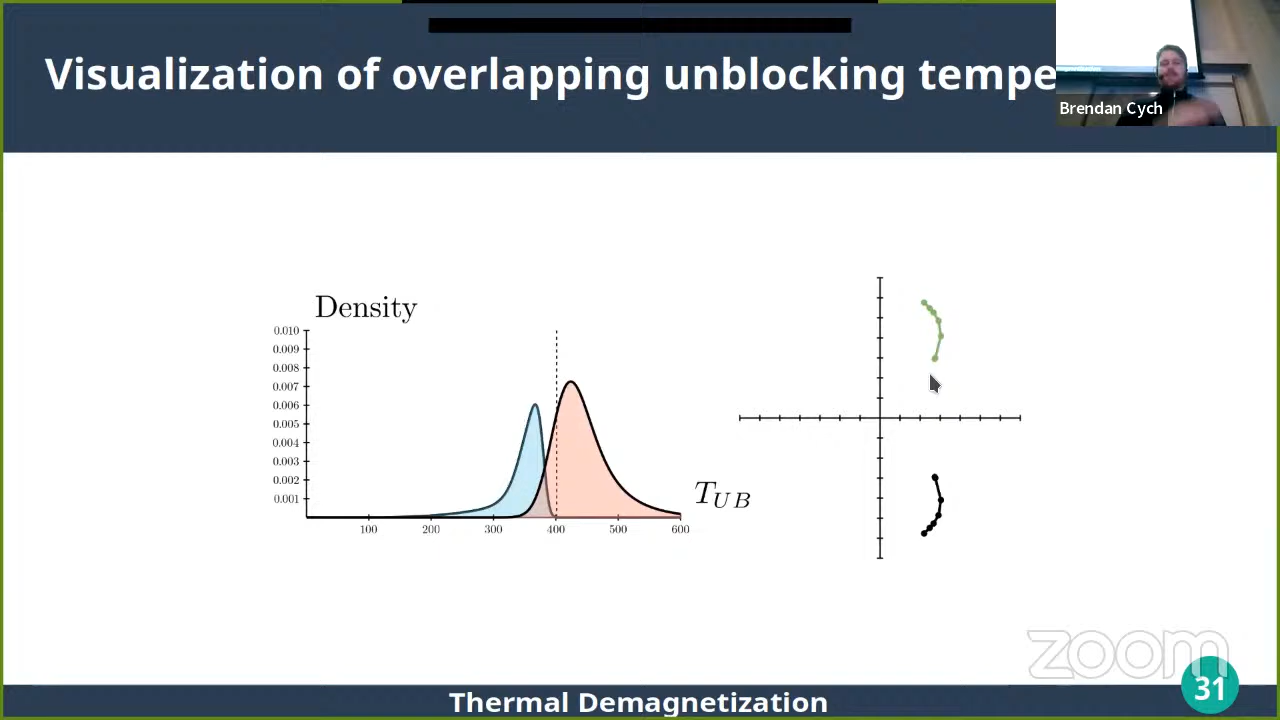 Visualization of overlapping unblocking tempe
Brendan Cych
Density
0.010
0.009
0.008
0.007
0.006
0.005
0.004
0.003
0.002
0.001
100 200 300 400 500 600
TUB
zoom
Thermal Demagnetization
31